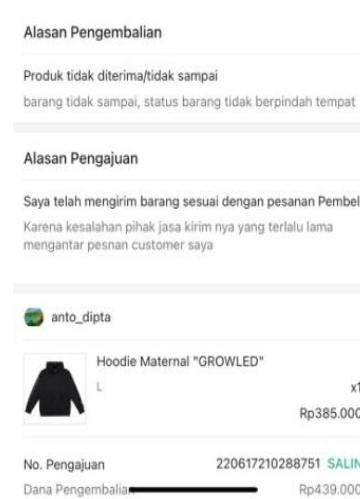 Alasan Pengembalian
Produk tidak diterima/tidak sampai
barang tidak sampai, status barang tidak berpindah tempat
Alasan Pengajuan
Saya telah mengirim barang sesuai dengan pesanan Pembel
Karena kesalahan pihak jasa kirim nya yang terlalu lama
mengantar pesnan customer saya
anto_dipta
Hoodie Maternal "GROWLED"
L
x1
Rp385.000
No. Pengajuan 220617210288751 SALIN
Dana Pengembalian Rp439.000